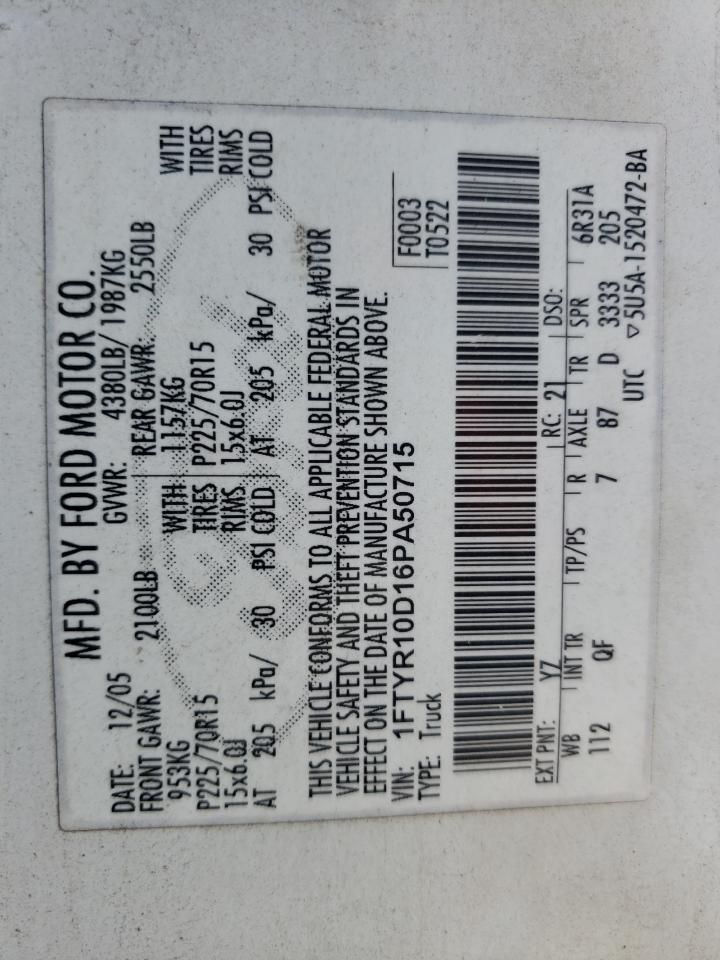 MFD. BY FORD MOTOR CO.
DATE: 12/05 GVWR: 4380LB/ 1987KG
FRONT GAWR: 2100LB REAR GAWR: 2550LB
953KG WITH 1157KG WITH
P225/70R15 TIRES P225/70R15 TIRES
15x6.0J RIMS 15x6.0J RIMS
AT 205 kPa/ 30 PSI COLD AT 205 kPa/ 30 PSI COLD
THIS VEHICLE CONFORMS TO ALL APPLICABLE FEDERAL MOTOR
VEHICLE SAFETY AND THEFT PREVENTION STANDARDS IN
EFFECT ON THE DATE OF MANUFACTURE SHOWN ABOVE.
VIN: 1FTYR10D16PA50715 F0003
TYPE: Truck T0522
EXT PNT: YZ RC: 21 DSO:
WB INT TR TP/PS R AXLE TR SPR 6R31A
112 QF 7 87 D 3333 205
UTC ▽5U5A-1520472-BA